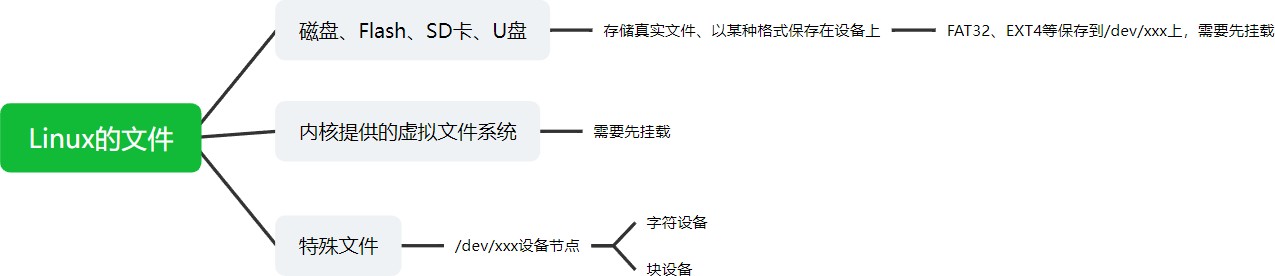 Linux的文件
磁盘、Flash、SD卡、U盘
存储真实文件、以某种格式保存在设备上
FAT32、EXT4等保存到/dev/xxx上，需要先挂载
内核提供的虚拟文件系统
需要先挂载
特殊文件
/dev/xxx设备节点
字符设备
块设备